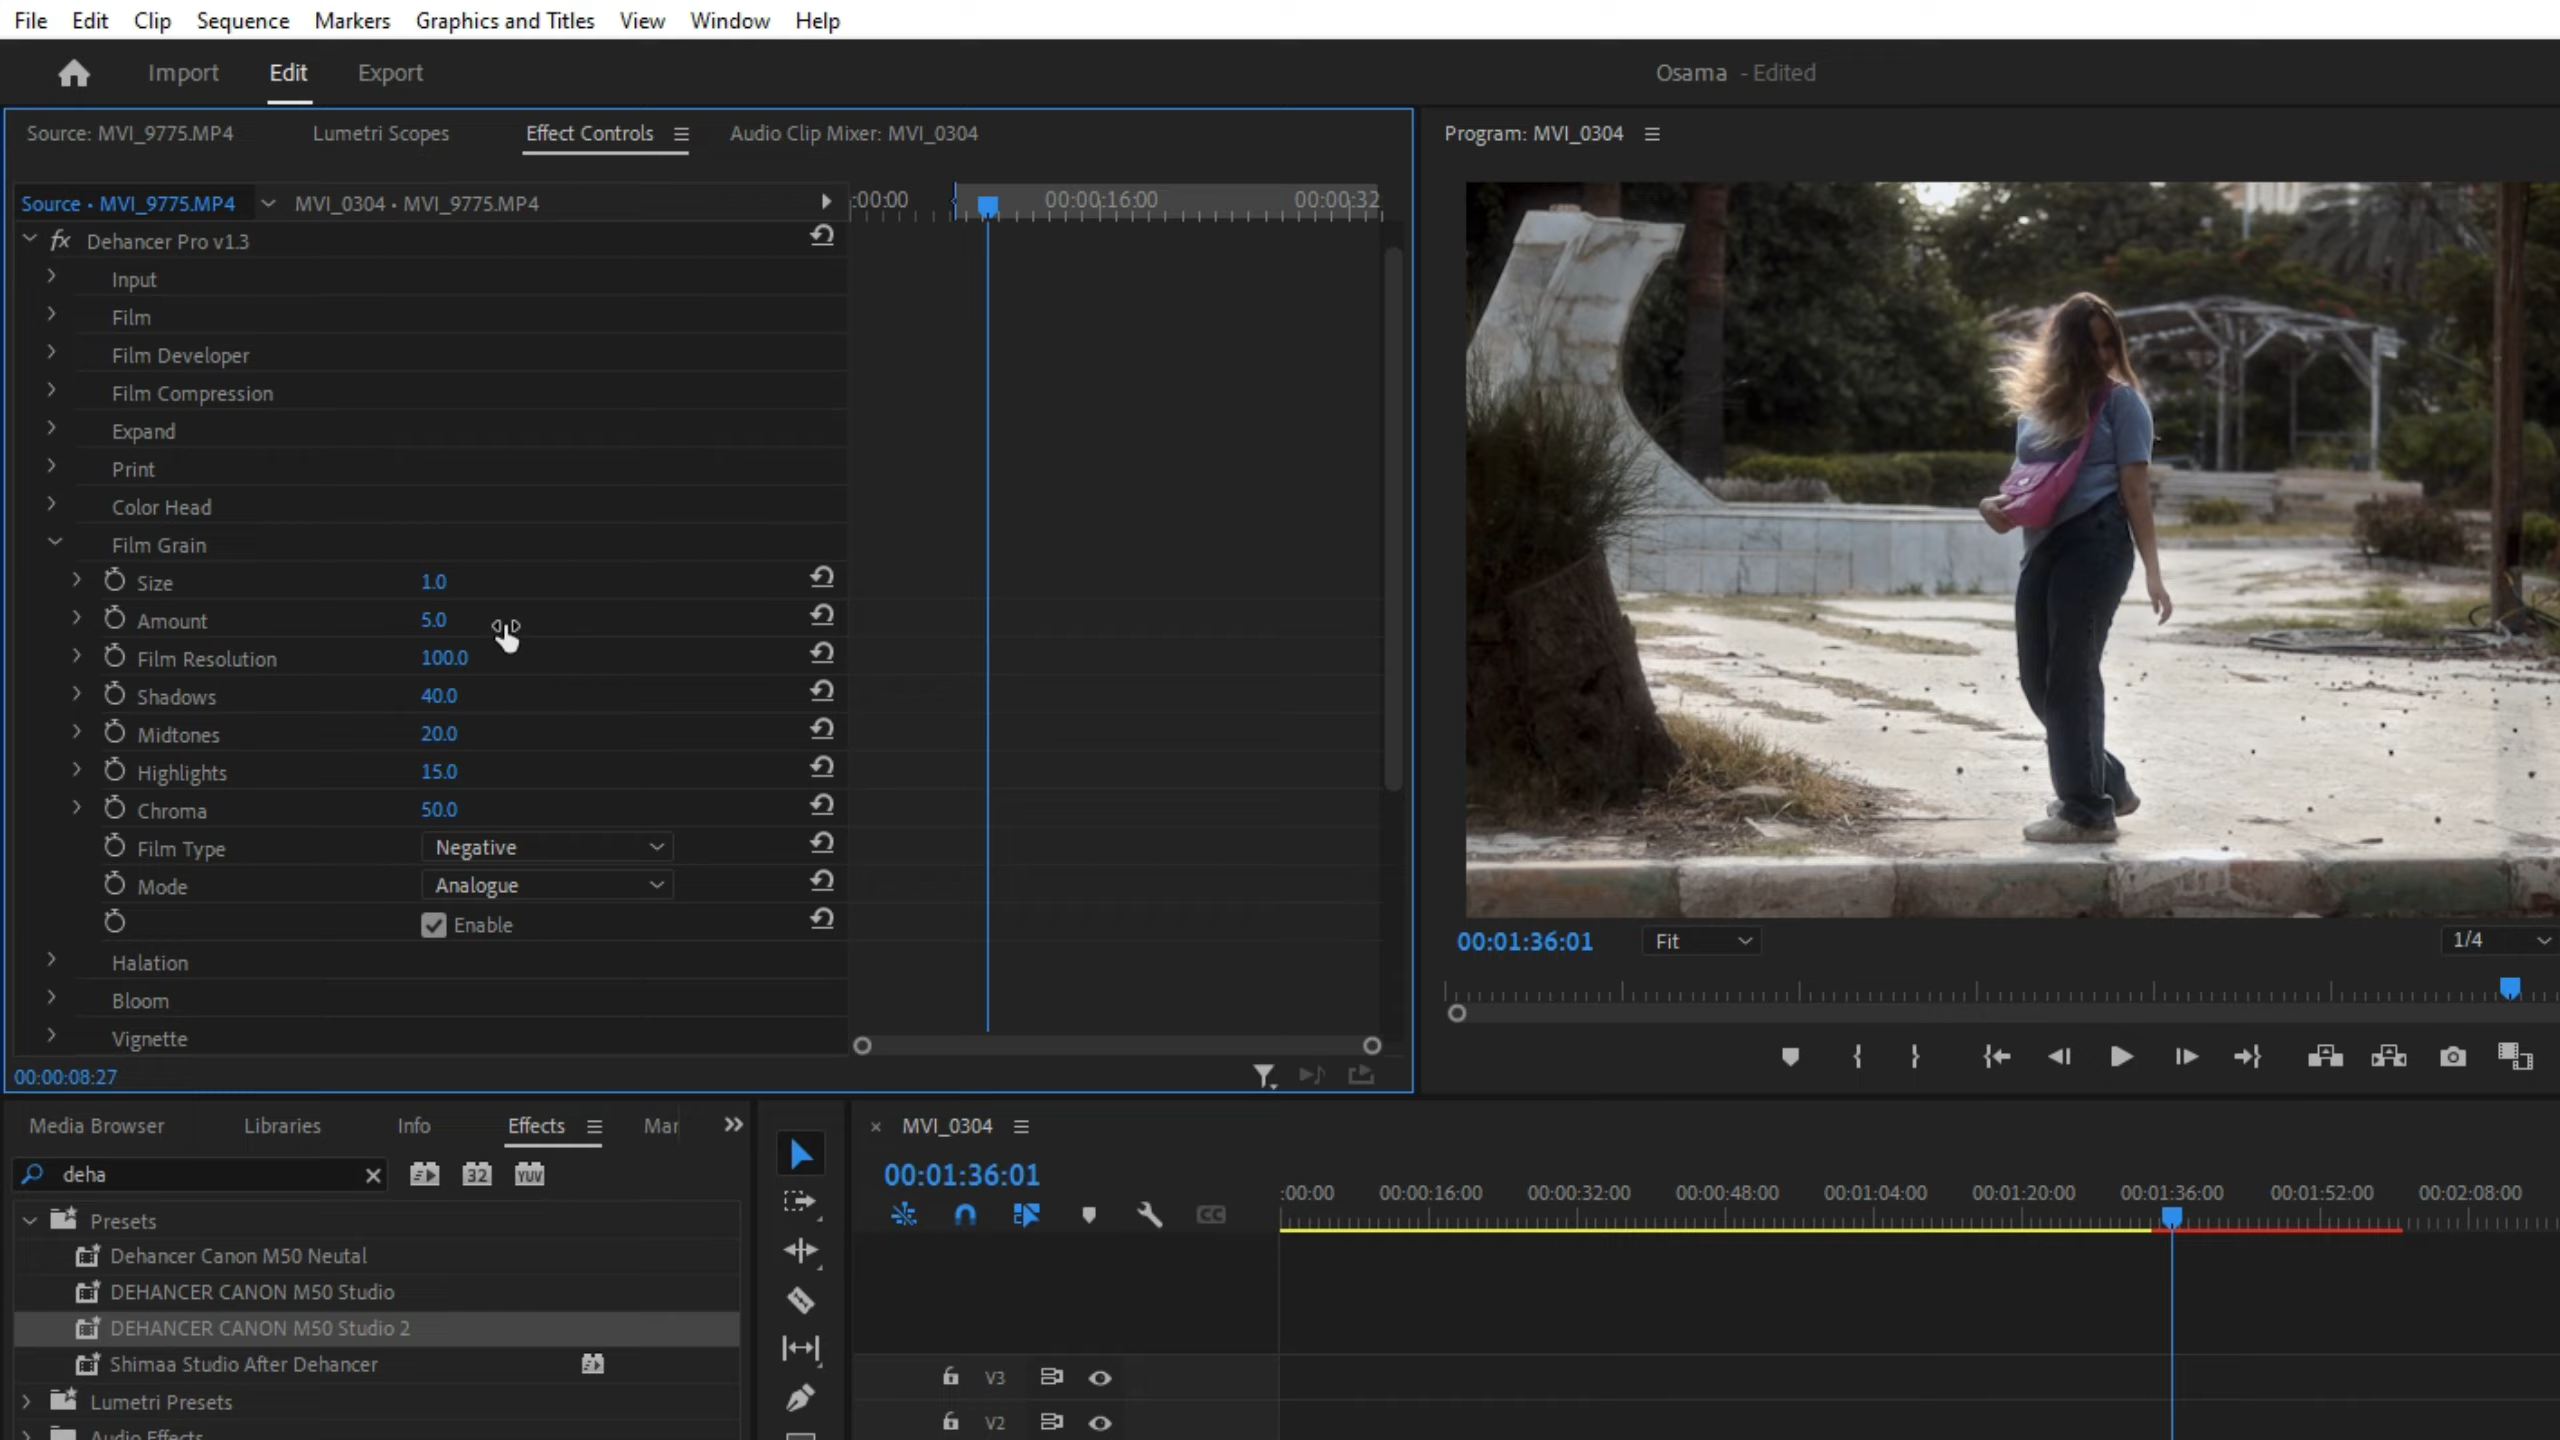 File Edit Clip Sequence Markers Graphics and Titles View Window Help
Import Edit Export
Osama - Edited
Source: MVI_9775.MP4 Lumetri Scopes Effect Controls Audio Clip Mixer: MVI_0304
Source • MVI_9775.MP4 MVI_0304 • MVI_9775.MP4
:00:00 00:00:16:00 00:00:32
fx Dehancer Pro v1.3
Input
Film
Film Developer
Film Compression
Expand
Print
Color Head
Film Grain
Size 1.0
Amount 5.0
Film Resolution 100.0
Shadows 40.0
Midtones 20.0
Highlights 15.0
Chroma 50.0
Film Type Negative
Mode Analogue
Enable
Halation
Bloom
Vignette
00:00:08:27
Program: MVI_0304
00:01:36:01 Fit 1/4
Media Browser Libraries Info Effects Mar
deha 32 YUV
Presets
Dehancer Canon M50 Neutal
DEHANCER CANON M50 Studio
DEHANCER CANON M50 Studio 2
Shimaa Studio After Dehancer
Lumetri Presets
Audio Effects
MVI_0304
00:01:36:01
CC
:00:00 00:00:16:00 00:00:32:00 00:00:48:00 00:01:04:00 00:01:20:00 00:01:36:00 00:01:52:00 00:02:08:00
V3
V2